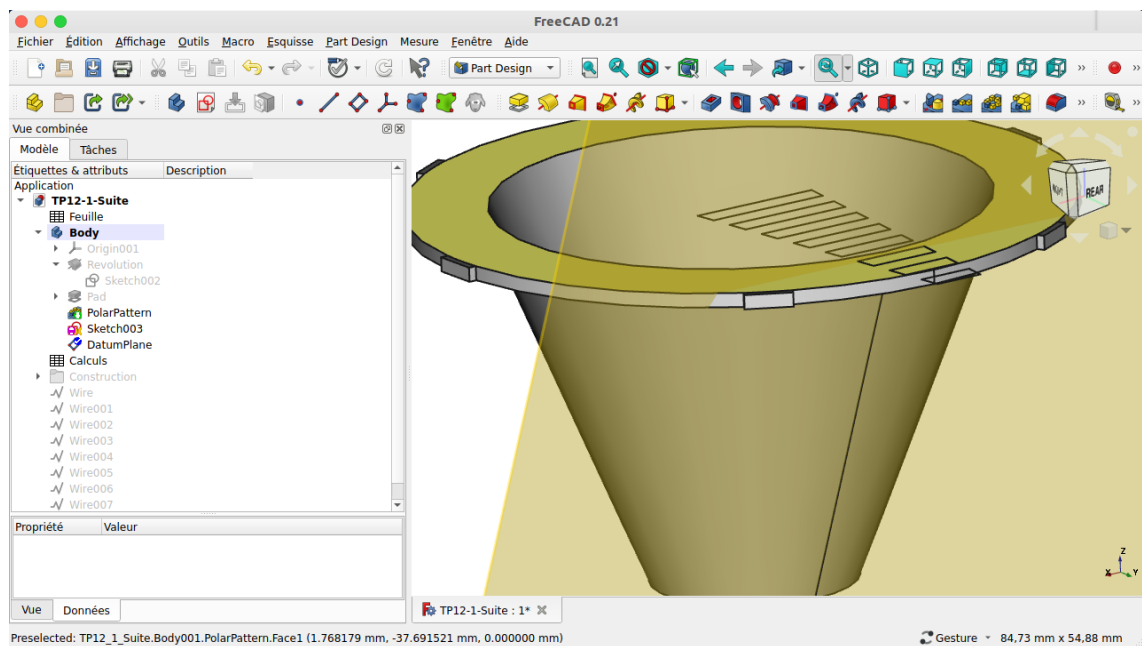 FreeCAD 0.21
Fichier Édition Affichage Outils Macro Esquisse Part Design Mesure Fenêtre Aide
Part Design
Vue combinée
Modèle Tâches
Étiquettes & attributs Description
Application
TP12-1-Suite
Feuille
Body
Origin001
Revolution
Sketch002
Pad
PolarPattern
Sketch003
DatumPlane
Calculs
Construction
Wire
Wire001
Wire002
Wire003
Wire004
Wire005
Wire006
Wire007
Propriété Valeur
Vue Données
REAR
Z
X Y
TP12-1-Suite : 1*
Preselected: TP12_1_Suite.Body001.PolarPattern.Face1 (1.768179 mm, -37.691521 mm, 0.000000 mm)
Gesture 84,73 mm x 54,88 mm